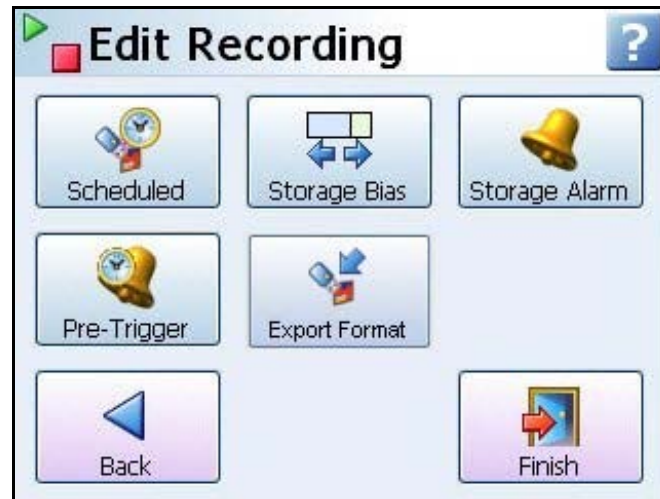 Edit Recording
?
Scheduled
Storage Bias
Storage Alarm
Pre-Trigger
Export Format
Back
Finish